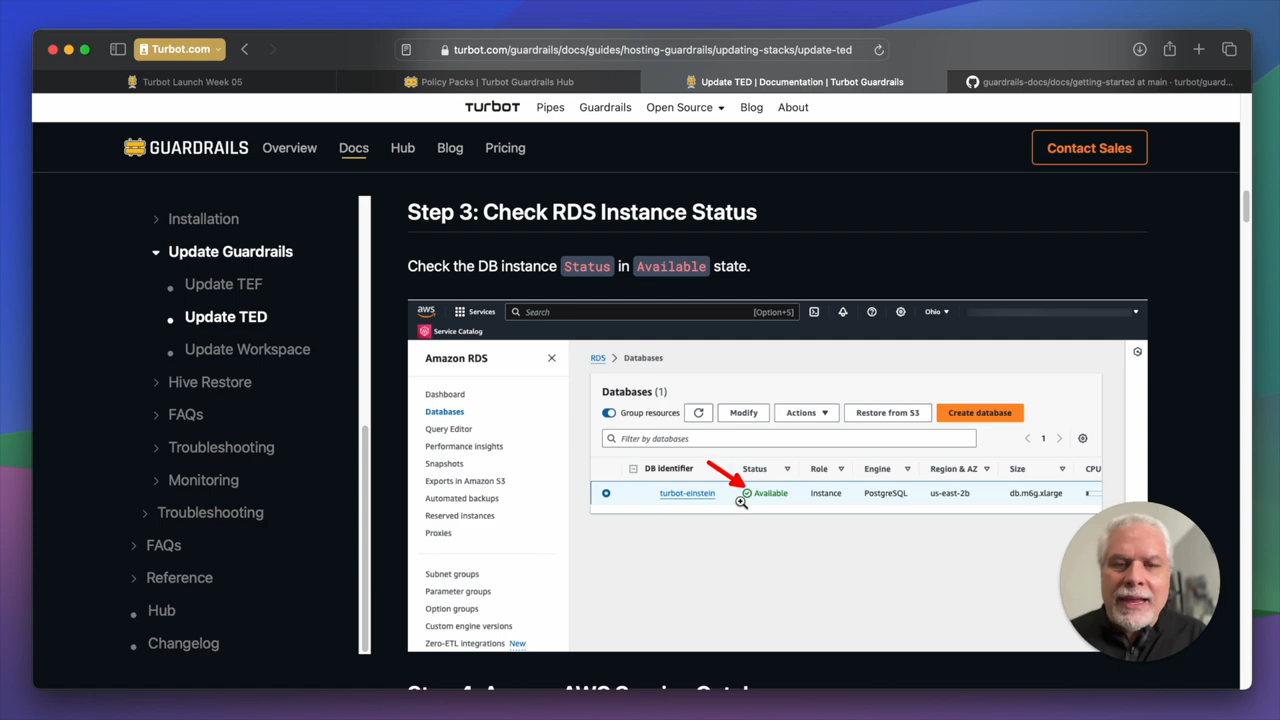 Turbot.com
turbot.com/guardrails/docs/guides/hosting-guardrails/updating-stacks/update-ted
Turbot Launch Week 05
Policy Packs | Turbot Guardrails Hub
Update TED | Documentation | Turbot Guardrails
guardrails-docs/docs/getting-started at main · turbot/guard...
TURBOT Pipes Guardrails Open Source Blog About
GUARDRAILS Overview Docs Hub Blog Pricing Contact Sales
Installation
Update Guardrails
Update TEF
Update TED
Update Workspace
Hive Restore
FAQs
Troubleshooting
Monitoring
Troubleshooting
FAQs
Reference
Hub
Changelog
Step 3: Check RDS Instance Status
Check the DB instance Status in Available state.
aws Services Search [Option+S] Ohio
Service Catalog
Amazon RDS
Dashboard
Databases
Query Editor
Performance insights
Snapshots
Exports in Amazon S3
Automated backups
Reserved instances
Proxies
Subnet groups
Parameter groups
Option groups
Custom engine versions
Zero-ETL integrations New
RDS > Databases
Databases (1)
Group resources Modify Actions Restore from S3 Create database
Filter by databases 1
DB identifier Status Role Engine Region & AZ Size CPU
turbot-einstein Available Instance PostgreSQL us-east-2b db.m6g.xlarge